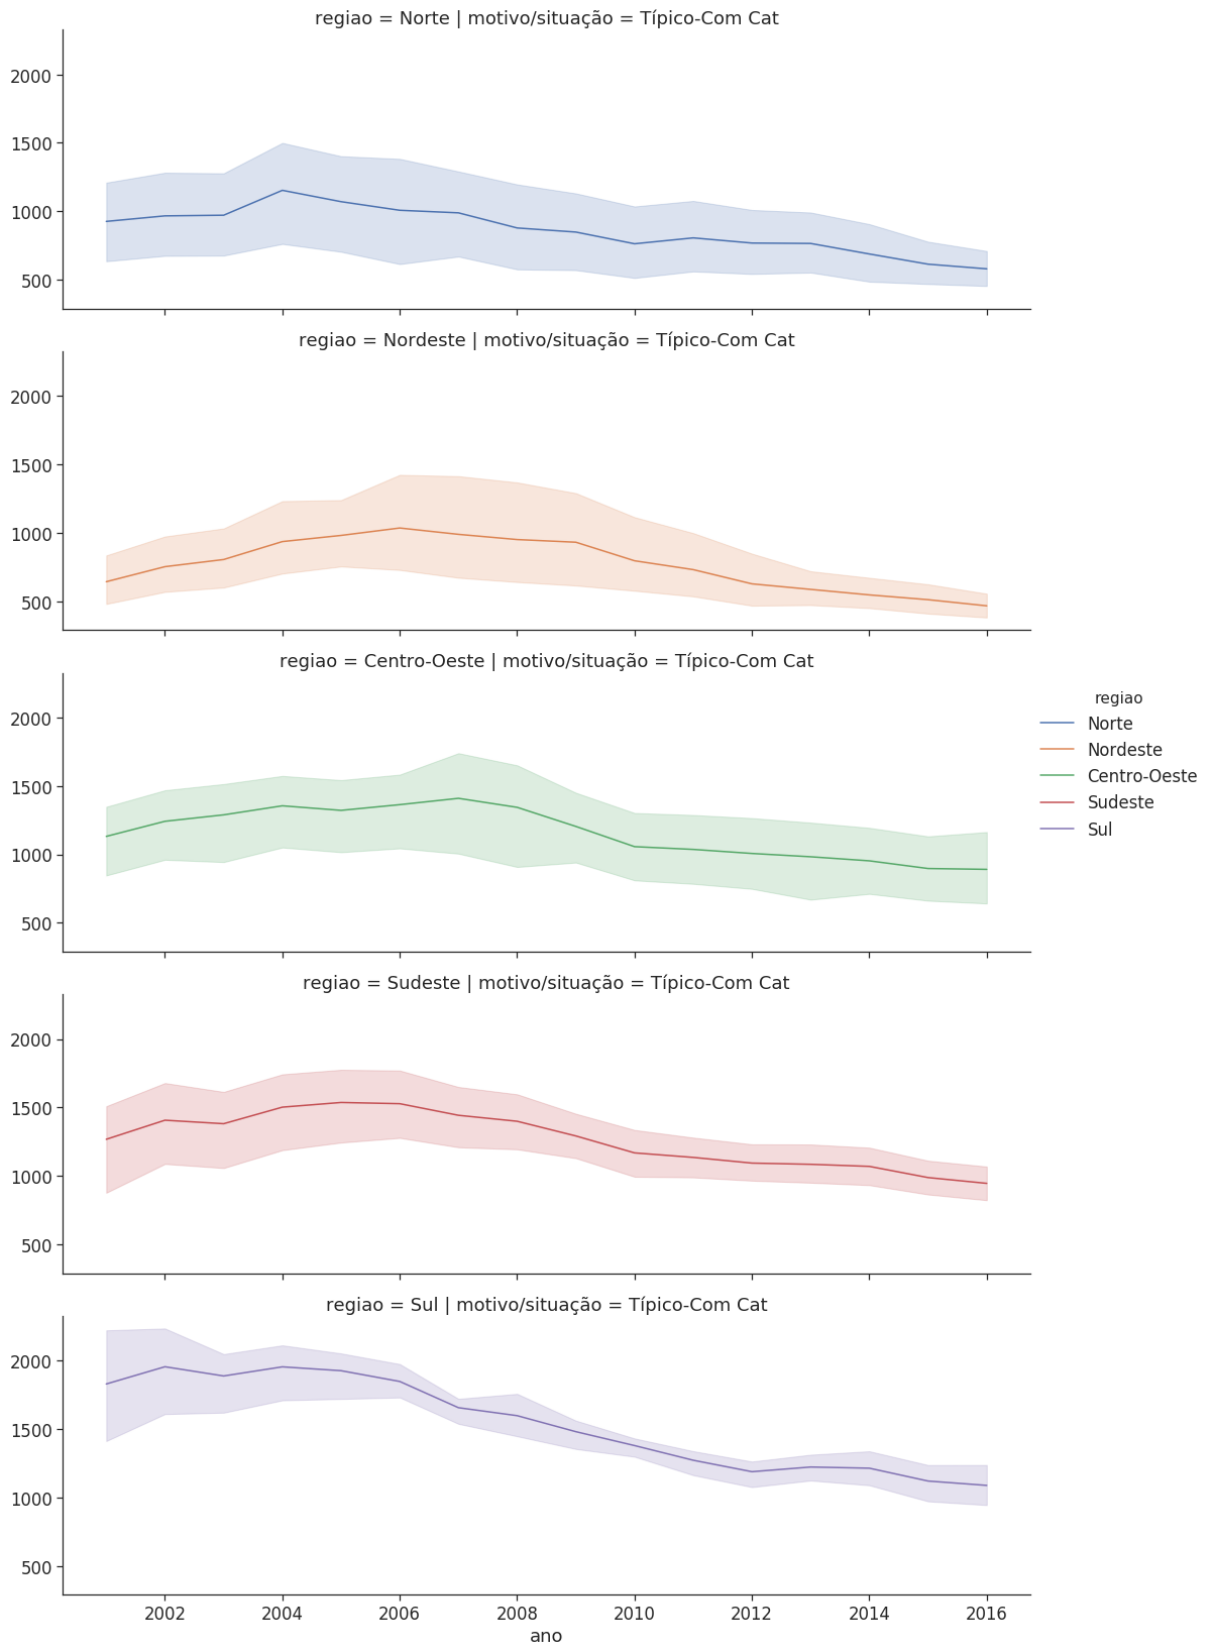 regiao = Norte | motivo/situação = Típico-Com Cat
2000
1500
1000
500
regiao = Nordeste | motivo/situação = Típico-Com Cat
2000
1500
1000
500
regiao = Centro-Oeste | motivo/situação = Típico-Com Cat
2000
1500
1000
500
regiao
Norte
Nordeste
Centro-Oeste
Sudeste
Sul
regiao = Sudeste | motivo/situação = Típico-Com Cat
2000
1500
1000
500
regiao = Sul | motivo/situação = Típico-Com Cat
2000
1500
1000
500
2002 2004 2006 2008 2010 2012 2014 2016
ano